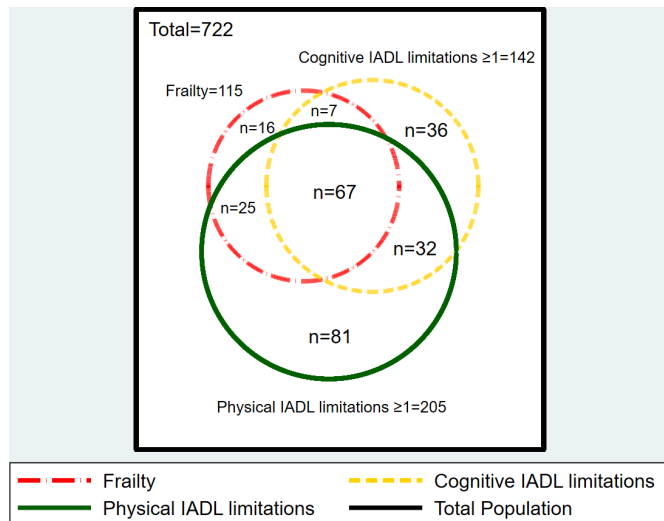 Total=722
Cognitive IADL limitations ≥1=142
Frailty=115
n=7
n=16
n=36
n=67
n=25
n=32
n=81
Physical IADL limitations ≥1=205
Frailty
Cognitive IADL limitations
Physical IADL limitations
Total Population